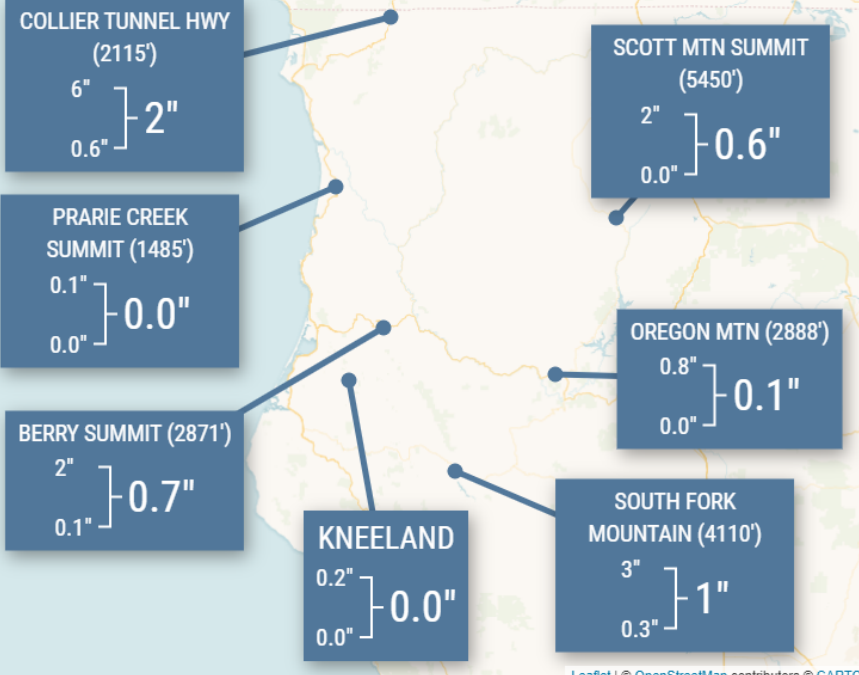 COLLIER TUNNEL HWY
(2115')
6"
2"
0.6"
SCOTT MTN SUMMIT
(5450')
2"
0.6"
0.0"
PRARIE CREEK
SUMMIT (1485')
0.1"
0.0"
0.0"
OREGON MTN (2888')
0.8"
0.1"
0.0"
BERRY SUMMIT (2871')
2"
0.7"
0.1"
KNEELAND
0.2"
0.0"
0.0"
SOUTH FORK
MOUNTAIN (4110')
3"
1"
0.3"
Leaflet | © OpenStreetMap contributors © CARTO